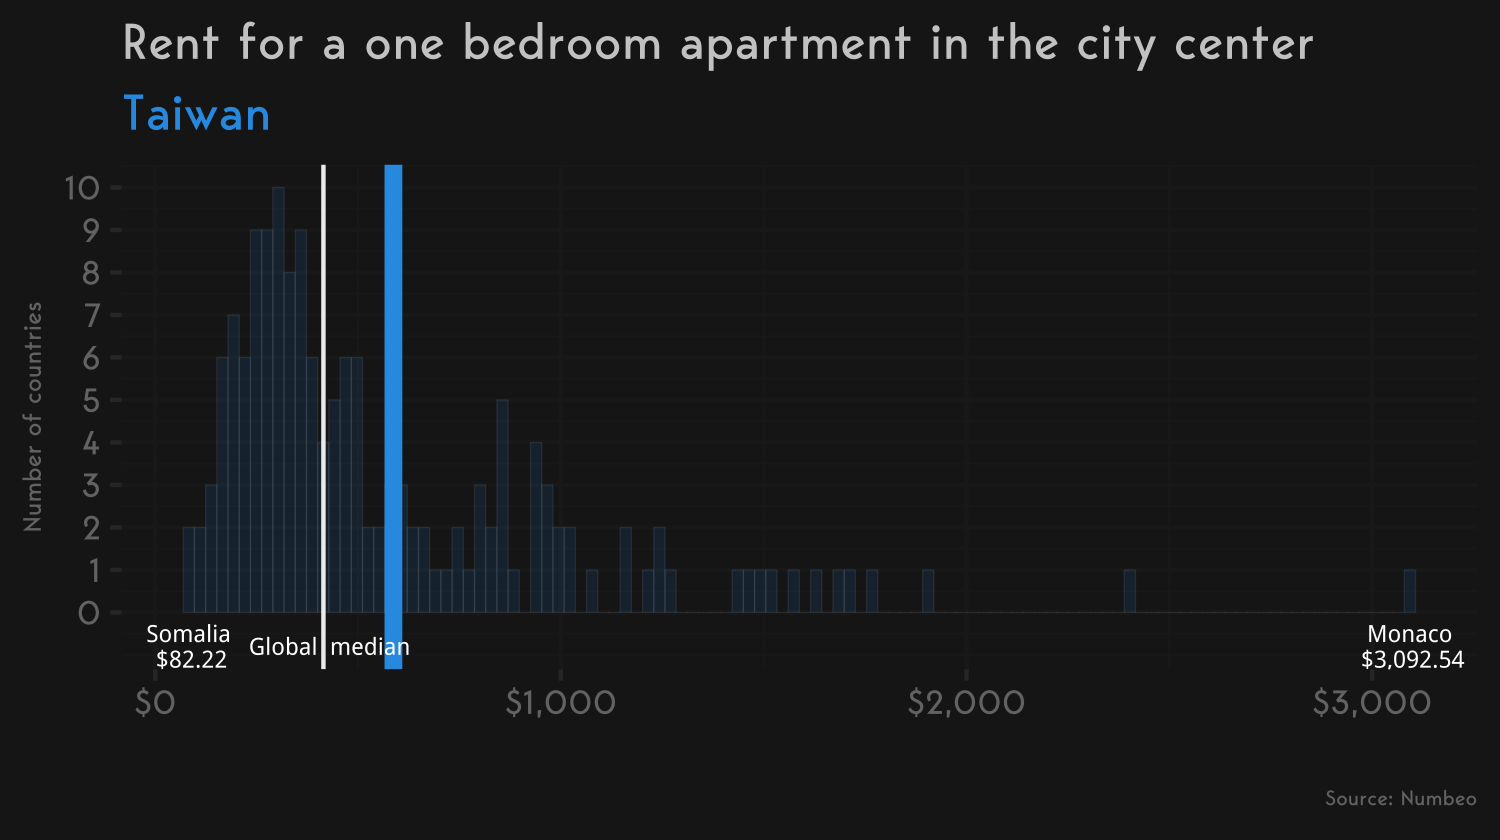 Rent for a one bedroom apartment in the city center
Taiwan
Number of countries
10
9
8
7
6
5
4
3
2
1
0
Somalia
$82.22
Global median
Monaco
$3,092.54
$0
$1,000
$2,000
$3,000
Source: Numbeo